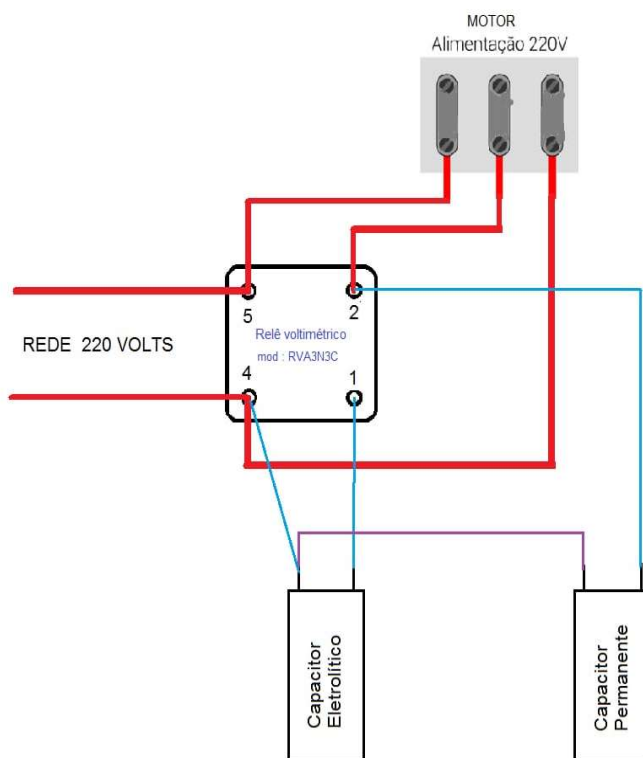 MOTOR
Alimentação 220V
5
2
REDE 220 VOLTS
Relê voltimétrico
mod : RVA3N3C
4
1
Capacitor
Eletrolítico
Capacitor
Permanente